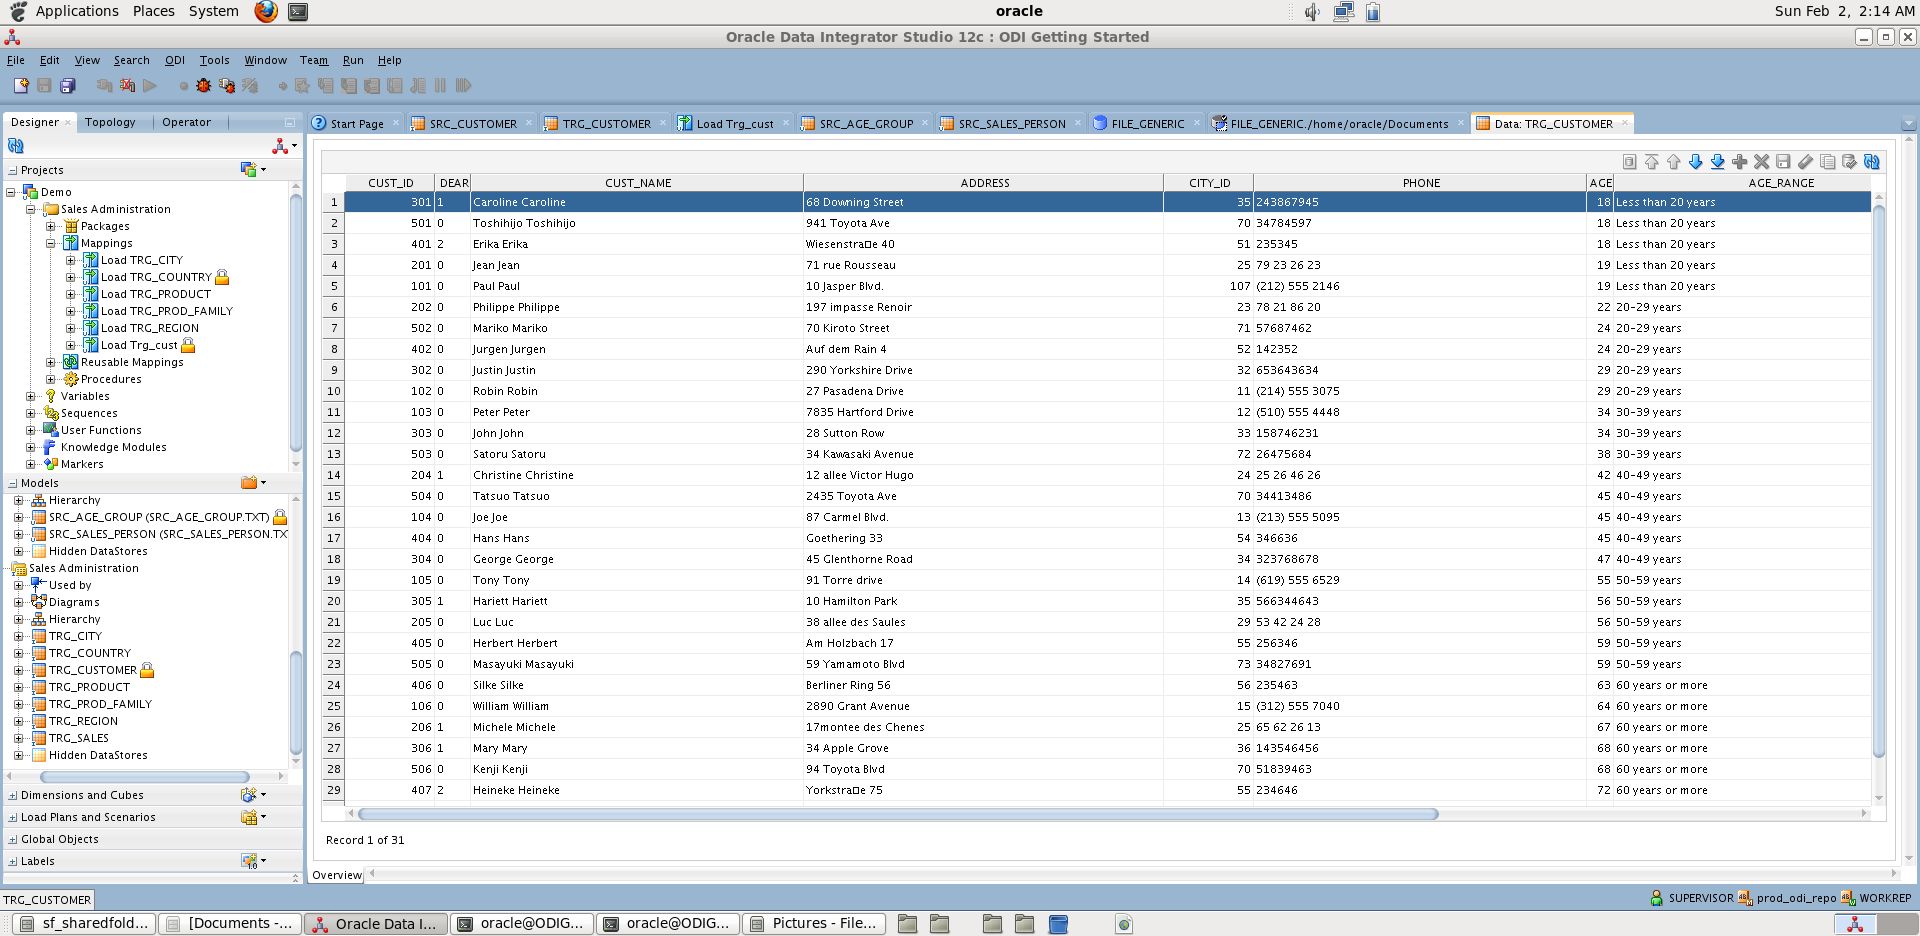 Applications Places System oracle Sun Feb 2, 2:14 AM
Oracle Data Integrator Studio 12c : ODI Getting Started
File Edit View Search ODI Tools Window Team Run Help
Designer Topology Operator
Start Page SRC_CUSTOMER TRG_CUSTOMER Load Trg_cust SRC_AGE_GROUP SRC_SALES_PERSON FILE_GENERIC FILE_GENERIC./home/oracle/Documents Data: TRG_CUSTOMER
Projects
Demo
Sales Administration
Packages
Mappings
Load TRG_CITY
Load TRG_COUNTRY
Load TRG_PRODUCT
Load TRG_PROD_FAMILY
Load TRG_REGION
Load Trg_cust
Reusable Mappings
Procedures
Variables
Sequences
User Functions
Knowledge Modules
Markers
Models
Hierarchy
SRC_AGE_GROUP (SRC_AGE_GROUP.TXT)
SRC_SALES_PERSON (SRC_SALES_PERSON.TX
Hidden DataStores
Sales Administration
Used by
Diagrams
Hierarchy
TRG_CITY
TRG_COUNTRY
TRG_CUSTOMER
TRG_PRODUCT
TRG_PROD_FAMILY
TRG_REGION
TRG_SALES
Hidden DataStores
Dimensions and Cubes
Load Plans and Scenarios
Global Objects
Labels
1.0
CUST_ID DEAR CUST_NAME ADDRESS CITY_ID PHONE AGE AGE_RANGE
1 301 1 Caroline Caroline 68 Downing Street 35 243867945 18 Less than 20 years
2 501 0 Toshihijo Toshihijo 941 Toyota Ave 70 34784597 18 Less than 20 years
3 401 2 Erika Erika Wiesenstra□e 40 51 235345 18 Less than 20 years
4 201 0 Jean Jean 71 rue Rousseau 25 79 23 26 23 19 Less than 20 years
5 101 0 Paul Paul 10 Jasper Blvd. 107 (212) 555 2146 19 Less than 20 years
6 202 0 Philippe Philippe 197 impasse Renoir 23 78 21 86 20 22 20-29 years
7 502 0 Mariko Mariko 70 Kiroto Street 71 57687462 24 20-29 years
8 402 0 Jurgen Jurgen Auf dem Rain 4 52 142352 24 20-29 years
9 302 0 Justin Justin 290 Yorkshire Drive 32 653643634 29 20-29 years
10 102 0 Robin Robin 27 Pasadena Drive 11 (214) 555 3075 29 20-29 years
11 103 0 Peter Peter 7835 Hartford Drive 12 (510) 555 4448 34 30-39 years
12 303 0 John John 28 Sutton Row 33 158746231 34 30-39 years
13 503 0 Satoru Satoru 34 Kawasaki Avenue 72 26475684 38 30-39 years
14 204 1 Christine Christine 12 allee Victor Hugo 24 25 26 46 26 42 40-49 years
15 504 0 Tatsuo Tatsuo 2435 Toyota Ave 70 34413486 45 40-49 years
16 104 0 Joe Joe 87 Carmel Blvd. 13 (213) 555 5095 45 40-49 years
17 404 0 Hans Hans Goethering 33 54 346636 45 40-49 years
18 304 0 George George 45 Glenthorne Road 34 323768678 47 40-49 years
19 105 0 Tony Tony 91 Torre drive 14 (619) 555 6529 55 50-59 years
20 305 1 Hariett Hariett 10 Hamilton Park 35 566344643 56 50-59 years
21 205 0 Luc Luc 38 allee des Saules 29 53 42 24 28 56 50-59 years
22 405 0 Herbert Herbert Am Holzbach 17 55 256346 59 50-59 years
23 505 0 Masayuki Masayuki 59 Yamamoto Blvd 73 34827691 59 50-59 years
24 406 0 Silke Silke Berliner Ring 56 56 235463 63 60 years or more
25 106 0 William William 2890 Grant Avenue 15 (312) 555 7040 64 60 years or more
26 206 1 Michele Michele 17montee des Chenes 25 65 62 26 13 67 60 years or more
27 306 1 Mary Mary 34 Apple Grove 36 143546456 68 60 years or more
28 506 0 Kenji Kenji 94 Toyota Blvd 70 51839463 68 60 years or more
29 407 2 Heineke Heineke Yorkstra□e 75 55 234646 72 60 years or more
Record 1 of 31
Overview
TRG_CUSTOMER SUPERVISOR prod_odi_repo WORKREP
sf_sharedfold... [Documents -... Oracle Data I... oracle@ODIG... oracle@ODIG... Pictures - File...